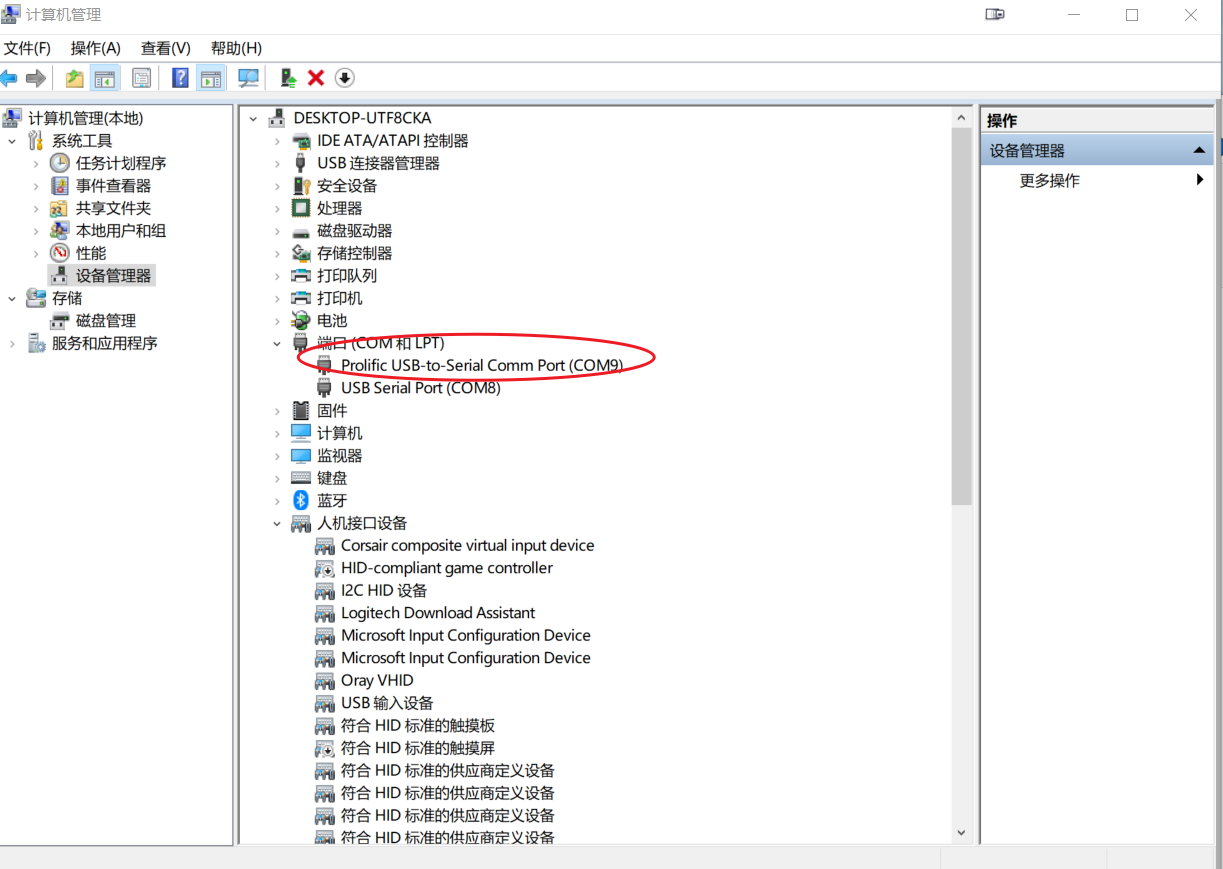 计算机管理
文件(F) 操作(A) 查看(V) 帮助(H)
计算机管理(本地)
系统工具
任务计划程序
事件查看器
共享文件夹
本地用户和组
性能
设备管理器
存储
磁盘管理
服务和应用程序
DESKTOP-UTF8CKA
IDE ATA/ATAPI 控制器
USB 连接器管理器
安全设备
处理器
磁盘驱动器
存储控制器
打印队列
打印机
电池
端口 (COM 和 LPT)
Prolific USB-to-Serial Comm Port (COM9)
USB Serial Port (COM8)
固件
计算机
监视器
键盘
蓝牙
人机接口设备
Corsair composite virtual input device
HID-compliant game controller
I2C HID 设备
Logitech Download Assistant
Microsoft Input Configuration Device
Microsoft Input Configuration Device
Oray VHID
USB 输入设备
符合 HID 标准的触摸板
符合 HID 标准的触摸屏
符合 HID 标准的供应商定义设备
符合 HID 标准的供应商定义设备
符合 HID 标准的供应商定义设备
符合 HID 标准的供应商定义设备
操作
设备管理器
更多操作